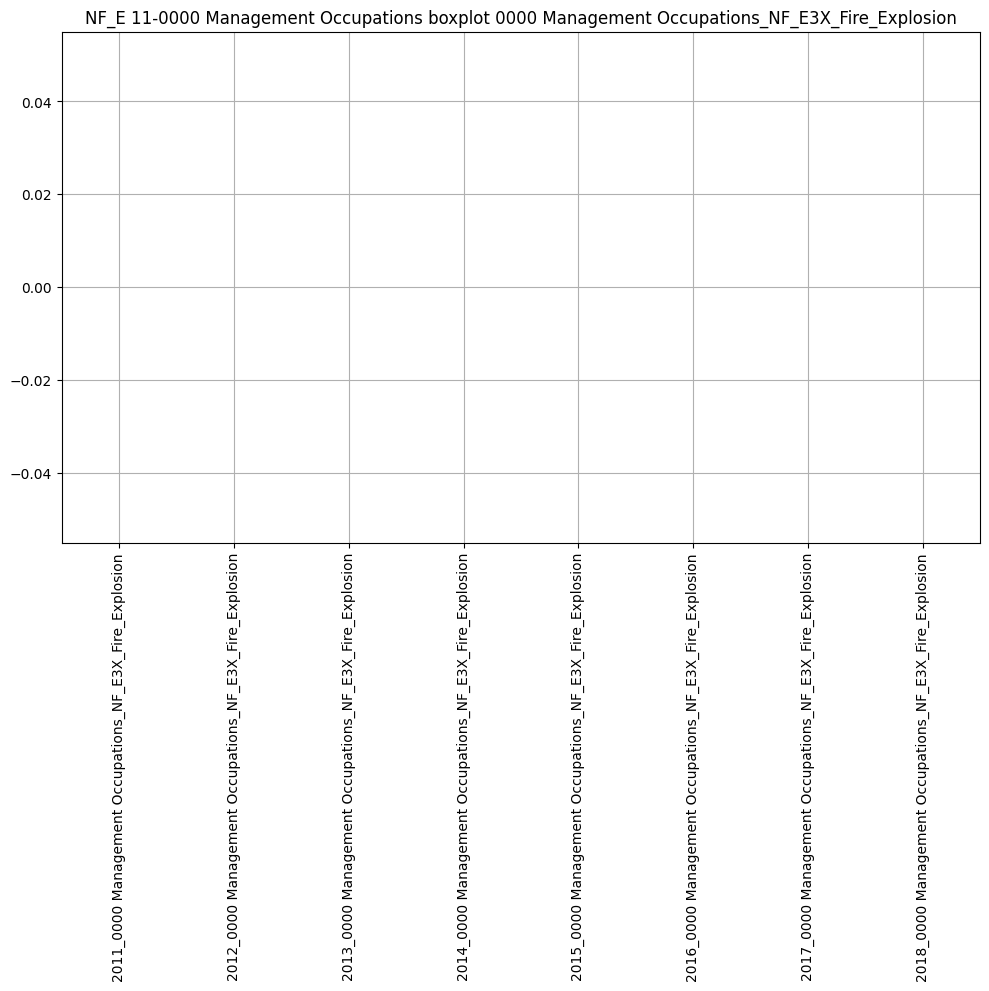 NF_E 11-0000 Management Occupations boxplot 0000 Management Occupations_NF_E3X_Fire_Explosion
0.04
0.02
0.00
−0.02
−0.04
2011_0000 Management Occupations_NF_E3X_Fire_Explosion
2012_0000 Management Occupations_NF_E3X_Fire_Explosion
2013_0000 Management Occupations_NF_E3X_Fire_Explosion
2014_0000 Management Occupations_NF_E3X_Fire_Explosion
2015_0000 Management Occupations_NF_E3X_Fire_Explosion
2016_0000 Management Occupations_NF_E3X_Fire_Explosion
2017_0000 Management Occupations_NF_E3X_Fire_Explosion
2018_0000 Management Occupations_NF_E3X_Fire_Explosion